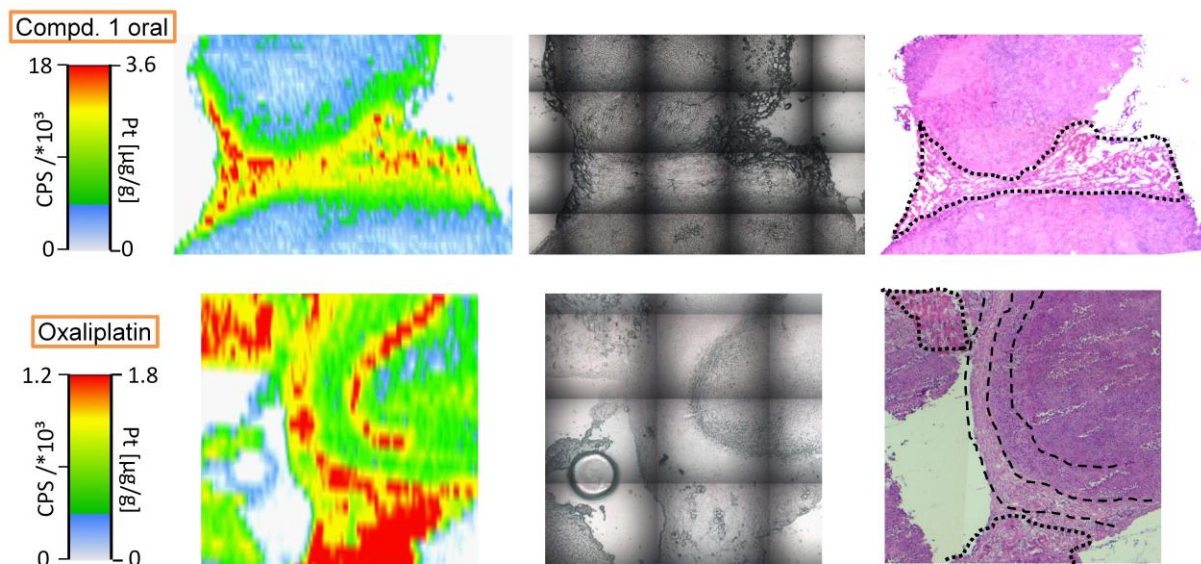 Compd. 1 oral
18
3.6
CPS /*10³
Pt [µg/g]
0
0
Oxaliplatin
1.2
1.8
CPS /*10³
Pt [µg/g]
0
0